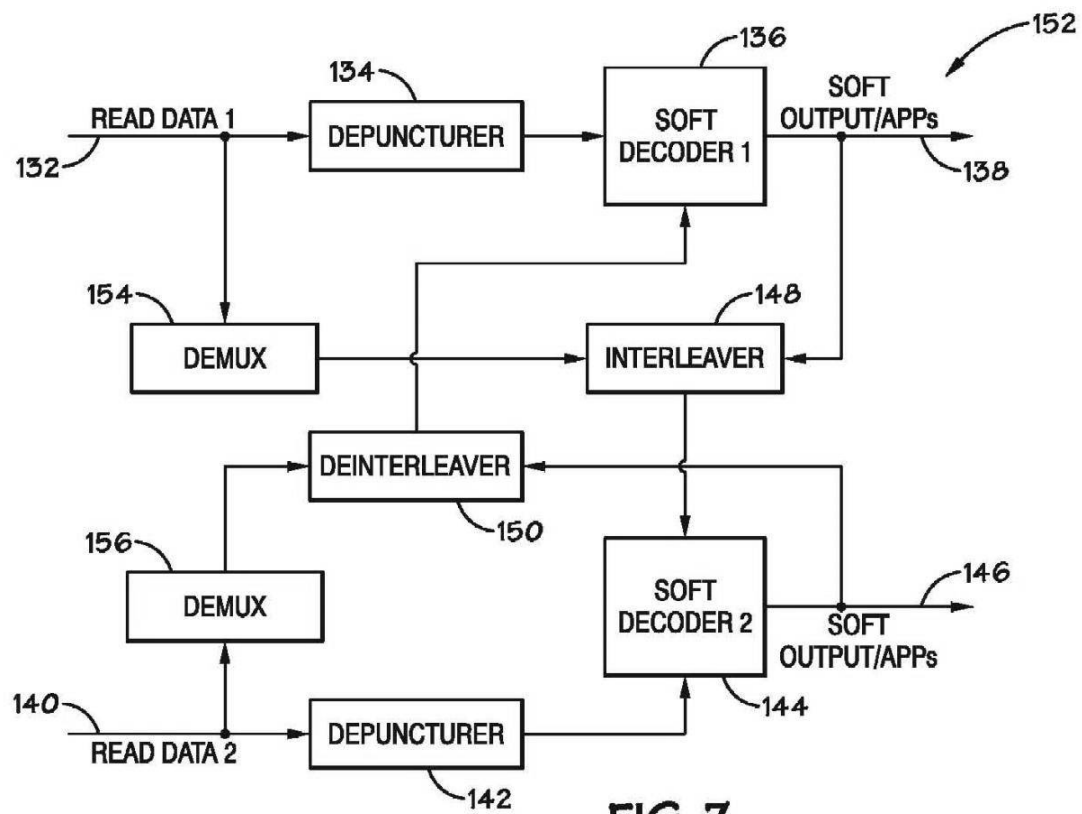 136
152
134
SOFT
OUTPUT/APPs
READ DATA 1
DEPUNCTURER
SOFT
DECODER 1
132
138
154
148
DEMUX
INTERLEAVER
DEINTERLEAVER
150
156
146
DEMUX
SOFT
DECODER 2
SOFT
OUTPUT/APPs
140
144
READ DATA 2
DEPUNCTURER
142